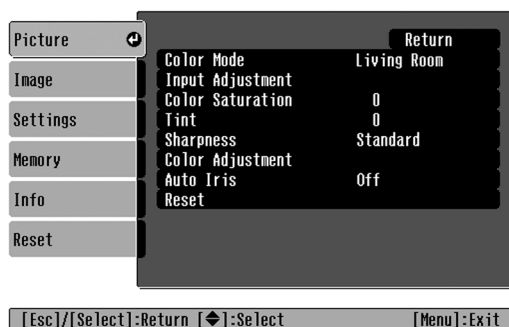 Picture
Image
Settings
Memory
Info
Reset
Return
Color Mode Living Room
Input Adjustment
Color Saturation 0
Tint 0
Sharpness Standard
Color Adjustment
Auto Iris Off
Reset
[Esc]/[Select]:Return [◆]:Select [Menu]:Exit